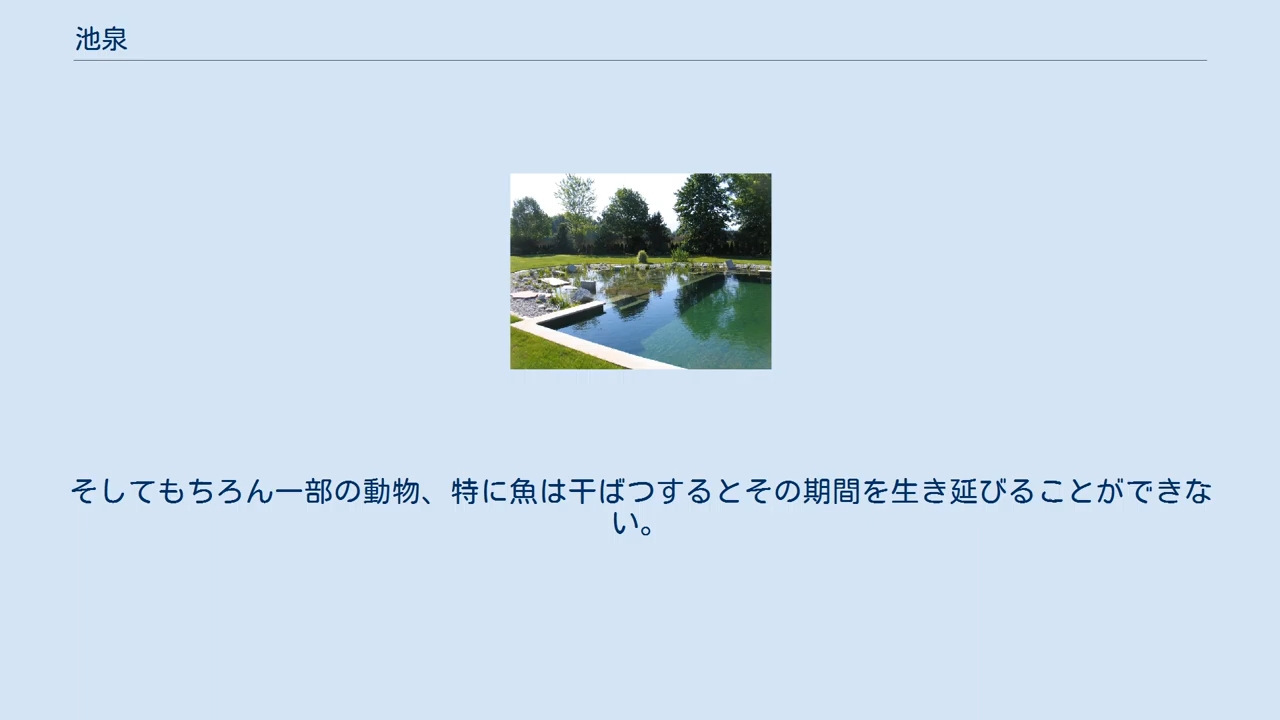 池泉
そしてもちろん一部の動物、特に魚は干ばつするとその期間を生き延びることができな
い。